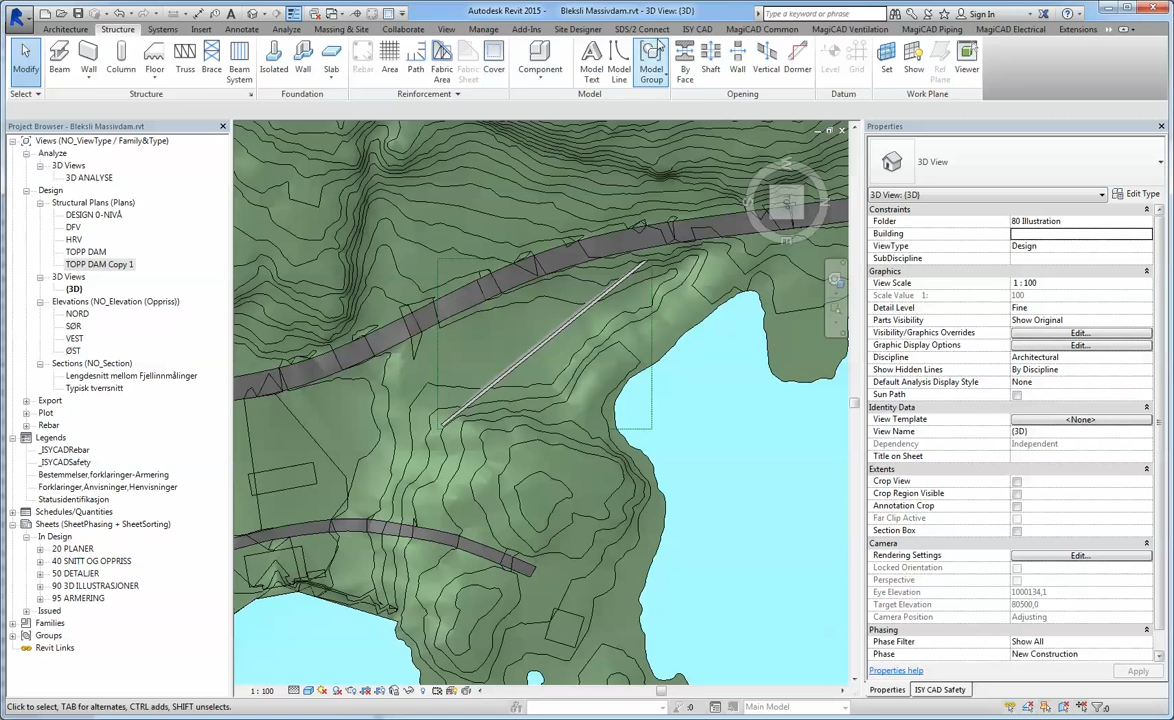 Autodesk Revit 2015 - Bleksli Massivdam.rvt - 3D View: {3D}
Type a keyword or phrase
Sign In
Architecture Structure Systems Insert Annotate Analyze Massing & Site Collaborate View Manage Add-Ins Site Designer SDS/2 Connect ISY CAD MagiCAD Common MagiCAD Ventilation MagiCAD Piping MagiCAD Electrical Extensions
Modify Beam Wall Column Floor Truss Brace Beam System Isolated Wall Slab Rebar Area Path Fabric Area Fabric Sheet Cover Component Model Text Model Line Model Group By Face Shaft Wall Vertical Dormer Level Grid Set Show Ref Plane Viewer
Select Structure Foundation Reinforcement Model Opening Datum Work Plane
Project Browser - Bleksli Massivdam.rvt
Views (NO_ViewType / Family&Type)
Analyze
3D Views
3D ANALYSE
Design
Structural Plans (Plans)
DESIGN 0-NIVÅ
DFV
HRV
TOPP DAM
TOPP DAM Copy 1
3D Views
{3D}
Elevations (NO_Elevation (Oppriss)
NORD
SØR
VEST
ØST
Sections (NO_Section)
Lengdesnitt mellom Fjellinnmålinger
Typisk tverrsnitt
Export
Plot
Rebar
Legends
_ISYCADRebar
_ISYCADSafety
Bestemmelser,forklaringer-Armering
Forklaringer,Anvisninger,Henvisninger
Statusidentifikasjon
Schedules/Quantities
Sheets (SheetPhasing + SheetSorting)
In Design
20 PLANER
40 SNITT OG OPPRISS
50 DETALJER
90 3D ILLUSTRASJONER
95 ARMERING
Issued
Families
Groups
Revit Links
Properties
3D View
3D View: {3D} Edit Type
Constraints
Folder 80 Illustration
Building
ViewType Design
SubDiscipline
Graphics
View Scale 1 : 100
Scale Value 1: 100
Detail Level Fine
Parts Visibility Show Original
Visibility/Graphics Overrides Edit...
Graphic Display Options Edit...
Discipline Architectural
Show Hidden Lines By Discipline
Default Analysis Display Style None
Sun Path
Identity Data
View Template <None>
View Name {3D}
Dependency Independent
Title on Sheet
Extents
Crop View
Crop Region Visible
Annotation Crop
Far Clip Active
Section Box
Camera
Rendering Settings Edit...
Locked Orientation
Perspective
Eye Elevation 1000134,1
Target Elevation 80500,0
Camera Position Adjusting
Phasing
Phase Filter Show All
Phase New Construction
Properties help Apply
Properties ISY CAD Safety
1 : 100
Click to select, TAB for alternates, CTRL adds, SHIFT unselects.
:0 Main Model :0